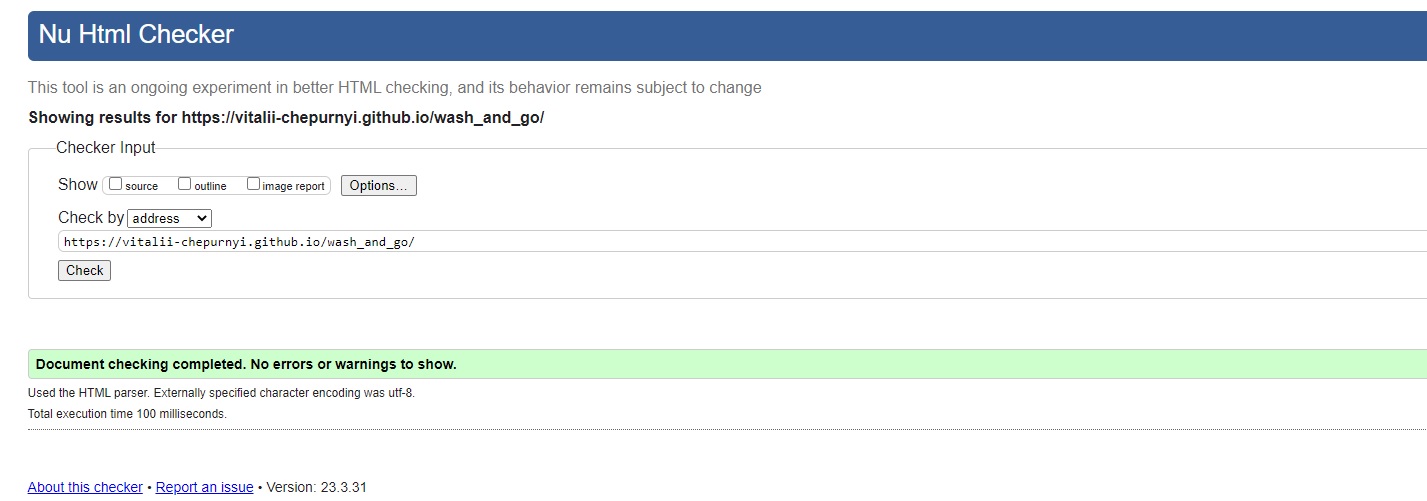 Nu Html Checker
This tool is an ongoing experiment in better HTML checking, and its behavior remains subject to change
Showing results for https://vitalii-chepurnyi.github.io/wash_and_go/
Checker Input
Show source outline image report Options...
Check by address
https://vitalii-chepurnyi.github.io/wash_and_go/
Check
Document checking completed. No errors or warnings to show.
Used the HTML parser. Externally specified character encoding was utf-8.
Total execution time 100 milliseconds.
About this checker • Report an issue • Version: 23.3.31